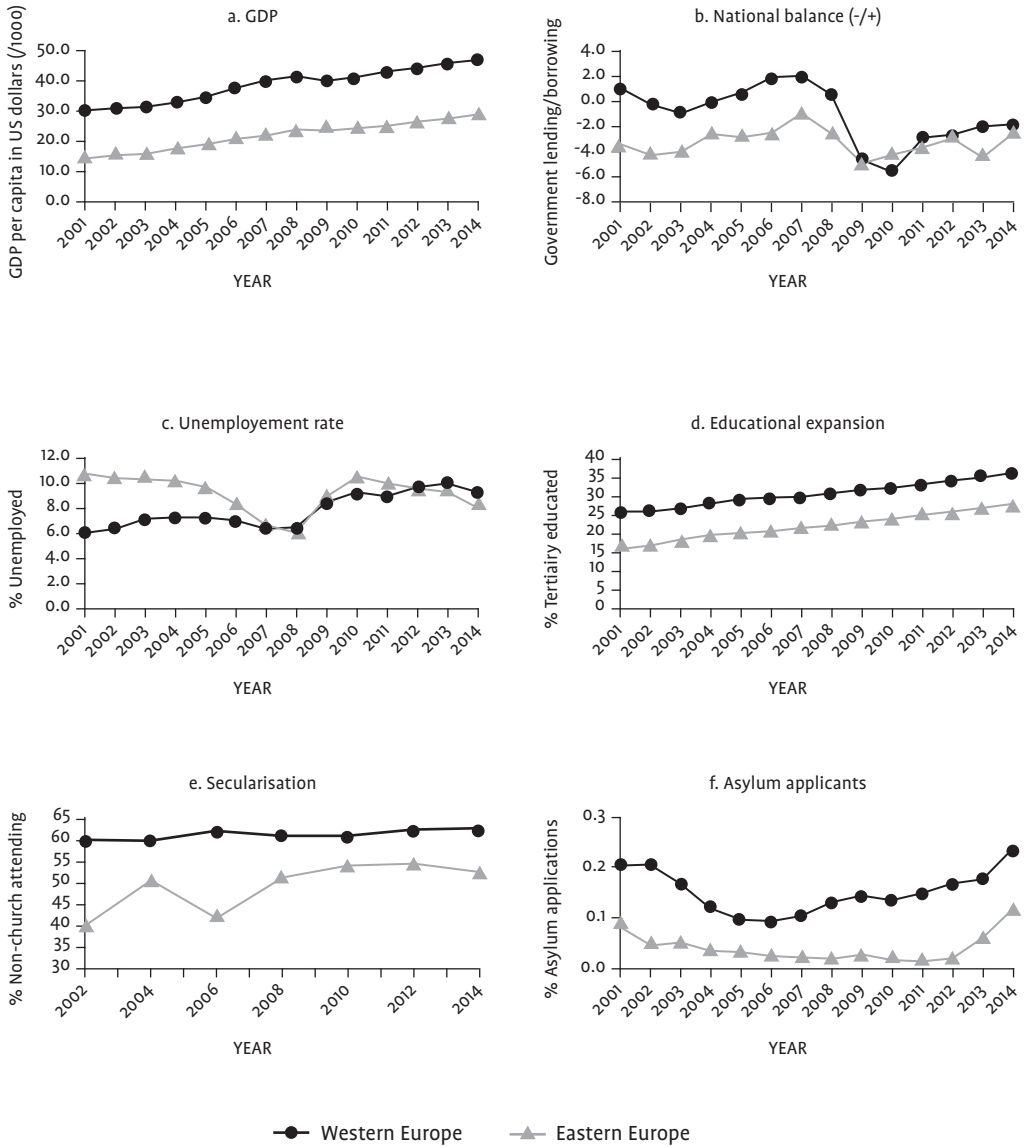 a. GDP
GDP per capita in US dollars (/1000)
50.0
40.0
30.0
20.0
10.0
0.0
2001 2002 2003 2004 2005 2006 2007 2008 2009 2010 2011 2012 2013 2014
YEAR
b. National balance (-/+)
Government lending/borrowing
4.0
2.0
0.0
-2.0
-4.0
-6.0
-8.0
2001 2002 2003 2004 2005 2006 2007 2008 2009 2010 2011 2012 2013 2014
YEAR
c. Unemployement rate
% Unemployed
12.0
10.0
8.0
6.0
4.0
2.0
0.0
2001 2002 2003 2004 2005 2006 2007 2008 2009 2010 2011 2012 2013 2014
YEAR
d. Educational expansion
% Tertiairy educated
40
35
30
25
20
15
10
5
0
2001 2002 2003 2004 2005 2006 2007 2008 2009 2010 2011 2012 2013 2014
YEAR
e. Secularisation
% Non-church attending
65
60
55
50
45
40
35
30
2002 2004 2006 2008 2010 2012 2014
YEAR
f. Asylum applicants
% Asylum applications
0.3
0.2
0.1
0.0
2001 2002 2003 2004 2005 2006 2007 2008 2009 2010 2011 2012 2013 2014
YEAR
Western Europe Eastern Europe